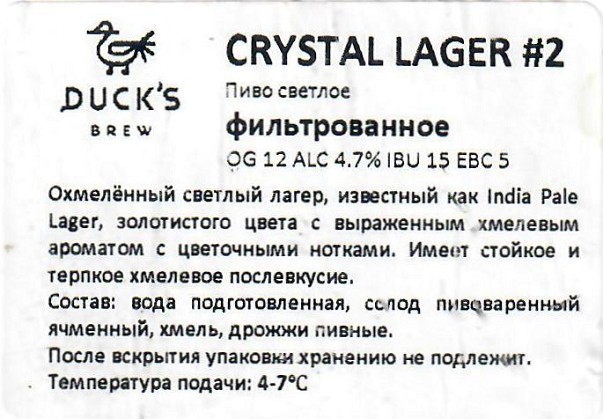 DUCK'S
BREW
CRYSTAL LAGER #2
Пиво светлое
фильтрованное
OG 12 ALC 4.7% IBU 15 EBC 5
Охмелённый светлый лагер, известный как India Pale
Lager, золотистого цвета с выраженным хмелевым
ароматом с цветочными нотками. Имеет стойкое и
терпкое хмелевое послевкусие.
Состав: вода подготовленная, солод пивоваренный
ячменный, хмель, дрожжи пивные.
После вскрытия упаковки хранению не подлежит.
Температура подачи: 4-7°С